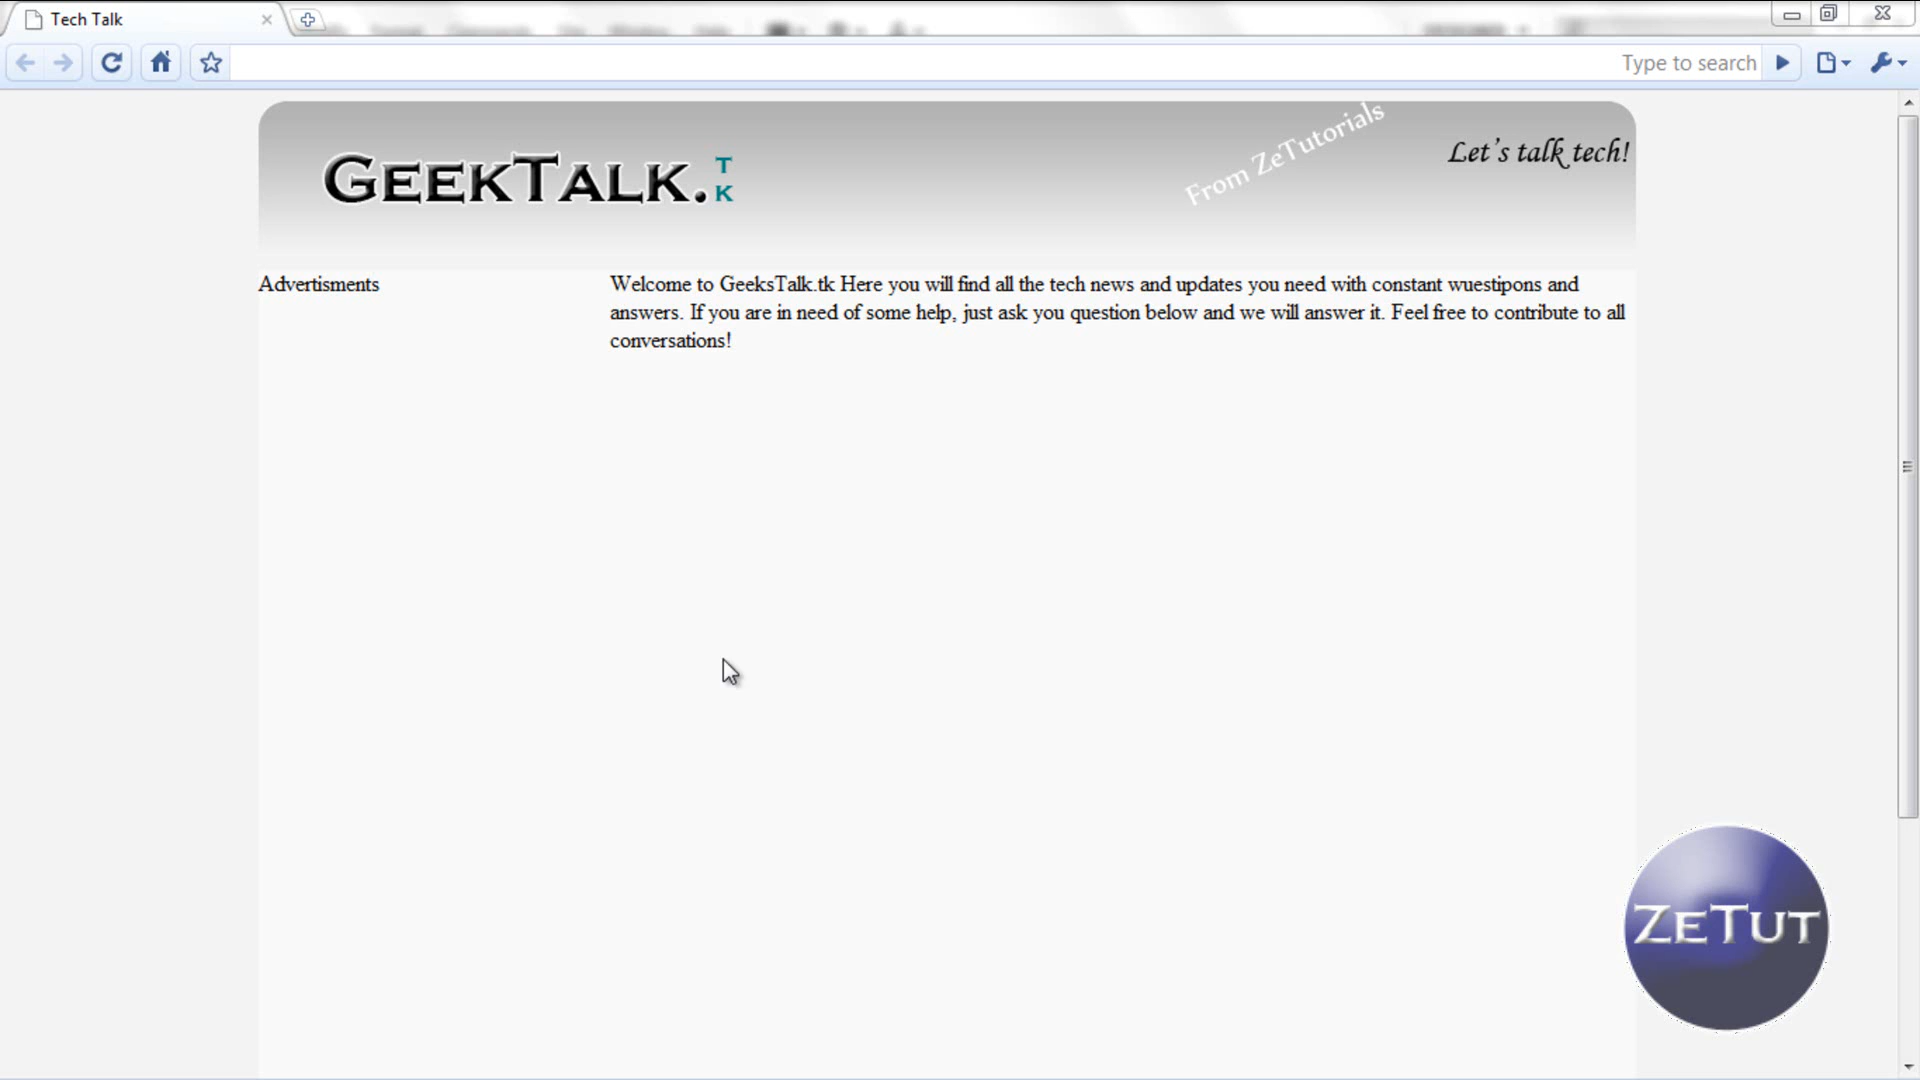 Tech Talk
Type to search
GeekTalk.TK
From ZeTutorials
Let's talk tech!
Advertisments
Welcome to GeeksTalk.tk Here you will find all the tech news and updates you need with constant wuestipons and
answers. If you are in need of some help, just ask you question below and we will answer it. Feel free to contribute to all
conversations!
ZeTut